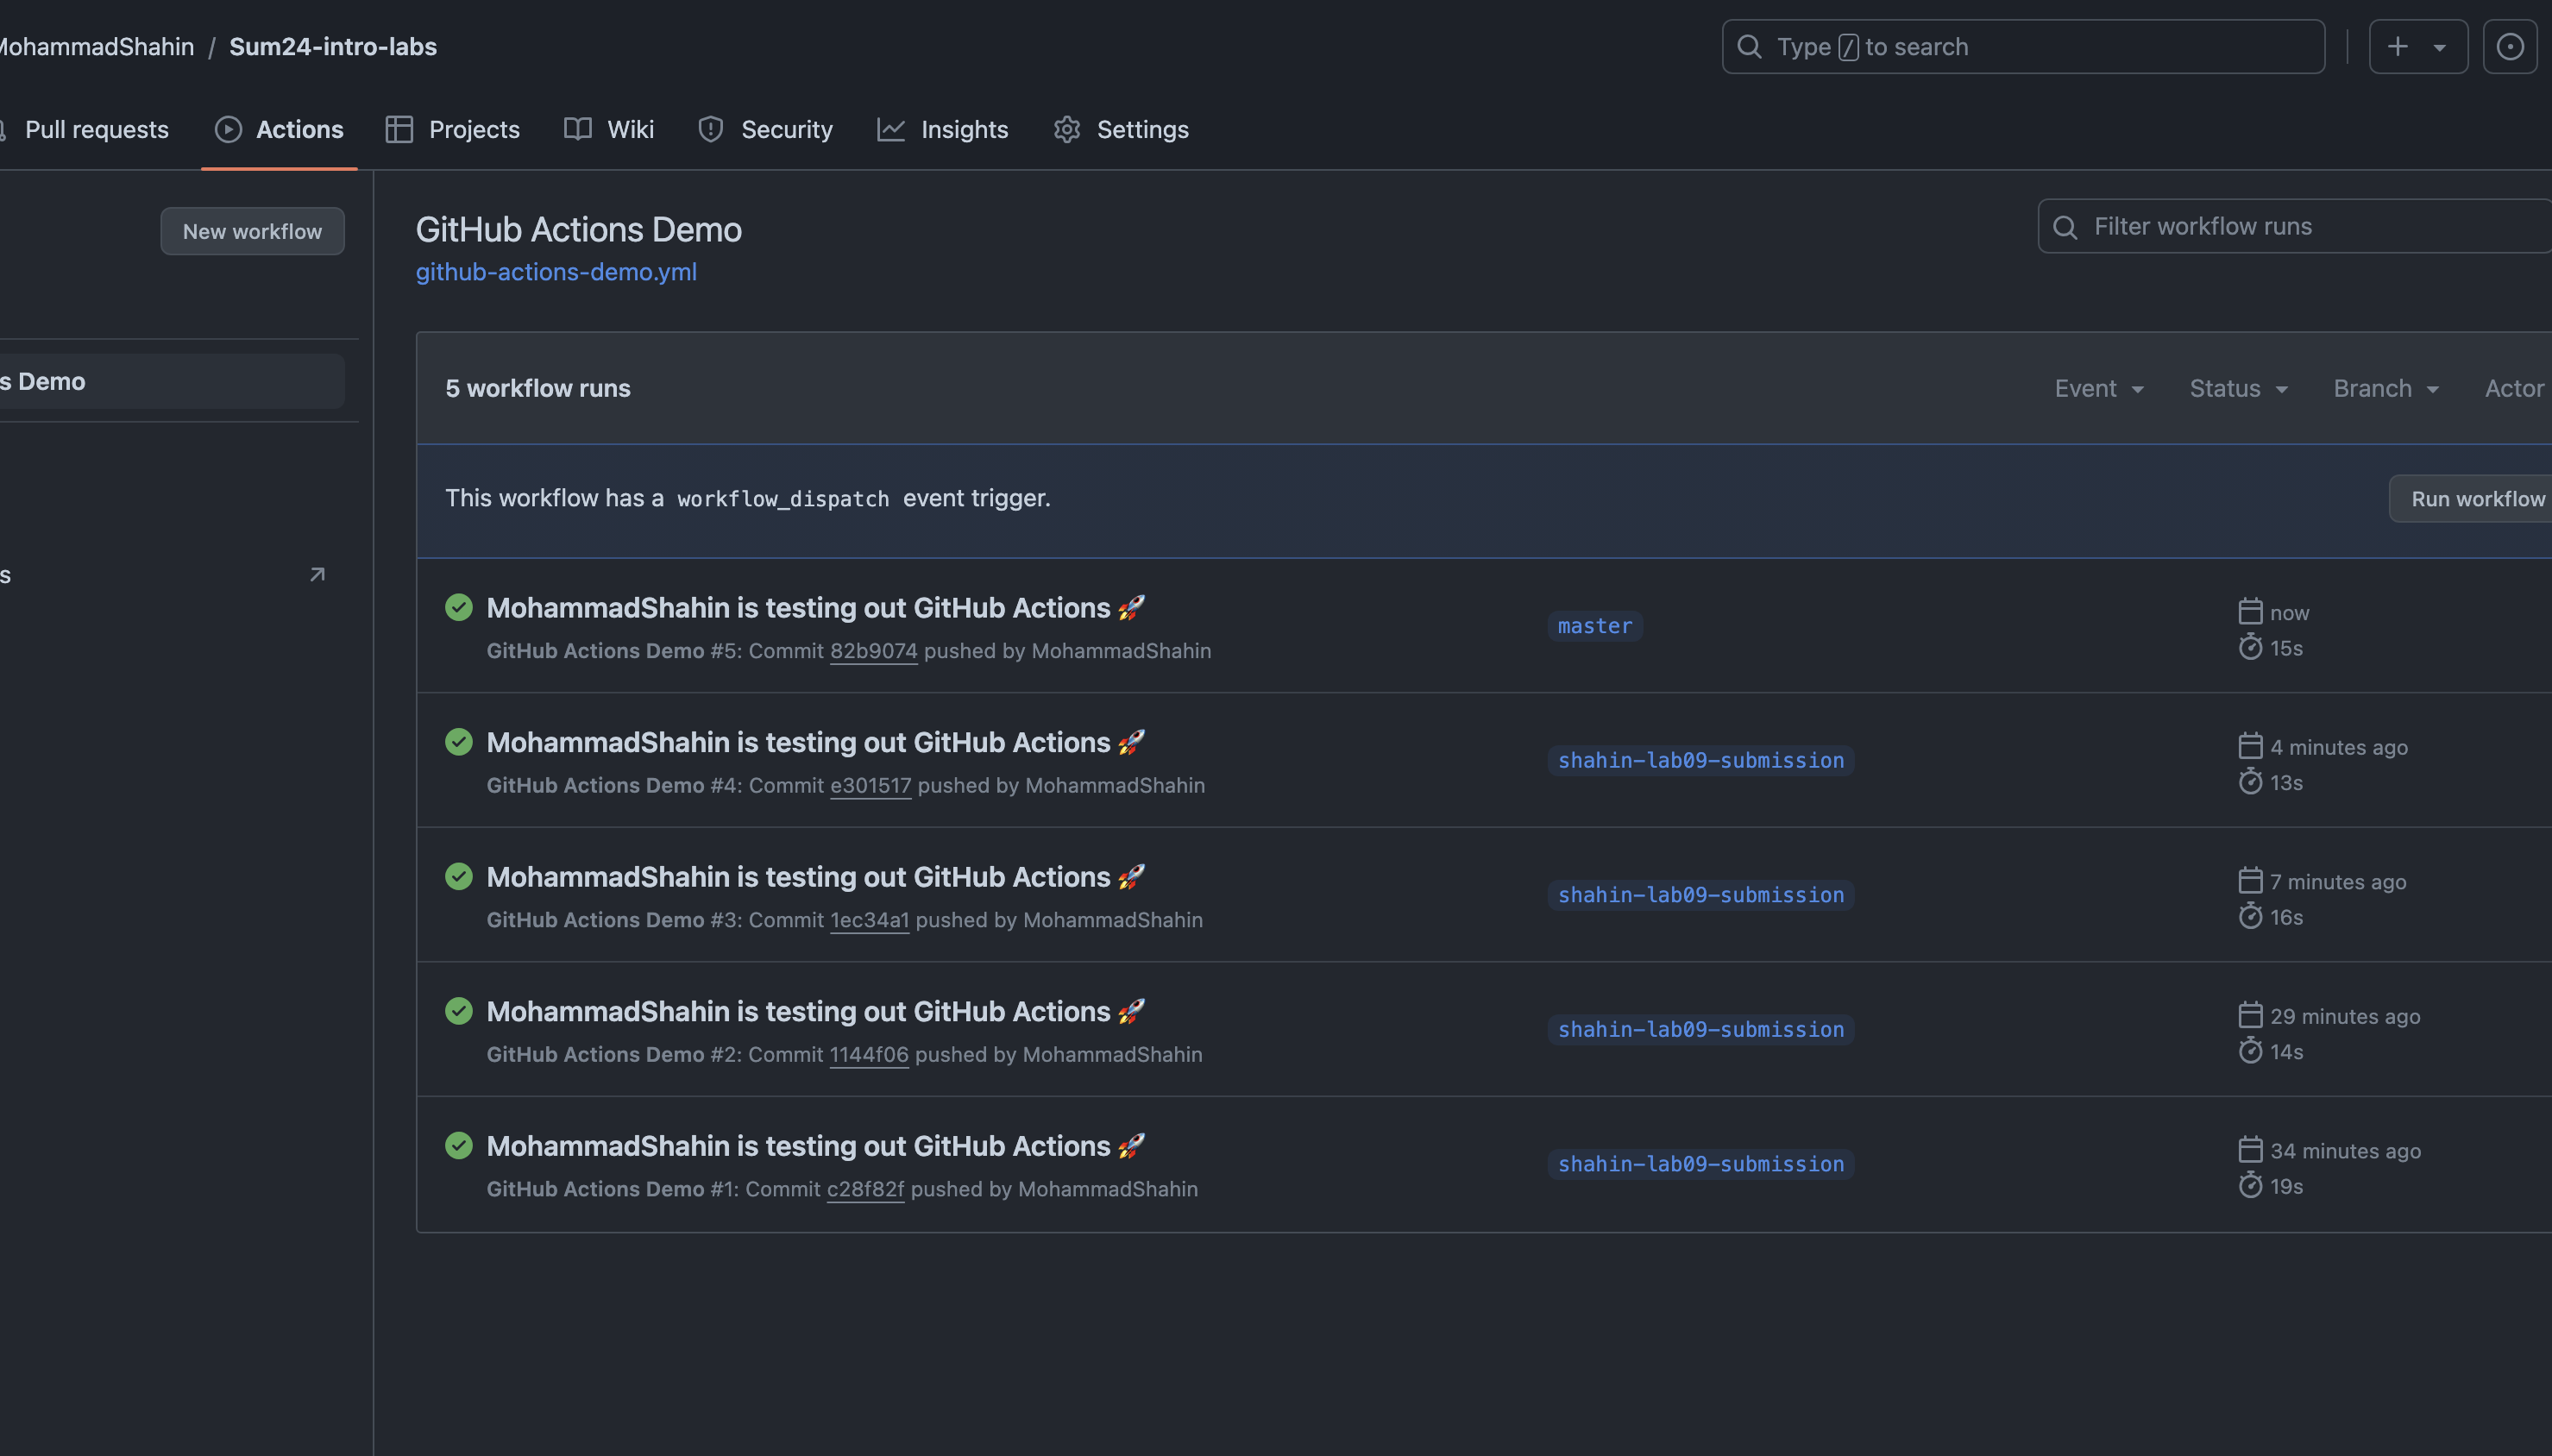 MohammadShahin / Sum24-intro-labs
Type / to search
Pull requests Actions Projects Wiki Security Insights Settings
New workflow
s Demo
s
GitHub Actions Demo
github-actions-demo.yml
Filter workflow runs
5 workflow runs
Event Status Branch Actor
This workflow has a workflow_dispatch event trigger.
Run workflow
MohammadShahin is testing out GitHub Actions 🚀
GitHub Actions Demo #5: Commit 82b9074 pushed by MohammadShahin
master
now
15s
MohammadShahin is testing out GitHub Actions 🚀
GitHub Actions Demo #4: Commit e301517 pushed by MohammadShahin
shahin-lab09-submission
4 minutes ago
13s
MohammadShahin is testing out GitHub Actions 🚀
GitHub Actions Demo #3: Commit 1ec34a1 pushed by MohammadShahin
shahin-lab09-submission
7 minutes ago
16s
MohammadShahin is testing out GitHub Actions 🚀
GitHub Actions Demo #2: Commit 1144f06 pushed by MohammadShahin
shahin-lab09-submission
29 minutes ago
14s
MohammadShahin is testing out GitHub Actions 🚀
GitHub Actions Demo #1: Commit c28f82f pushed by MohammadShahin
shahin-lab09-submission
34 minutes ago
19s